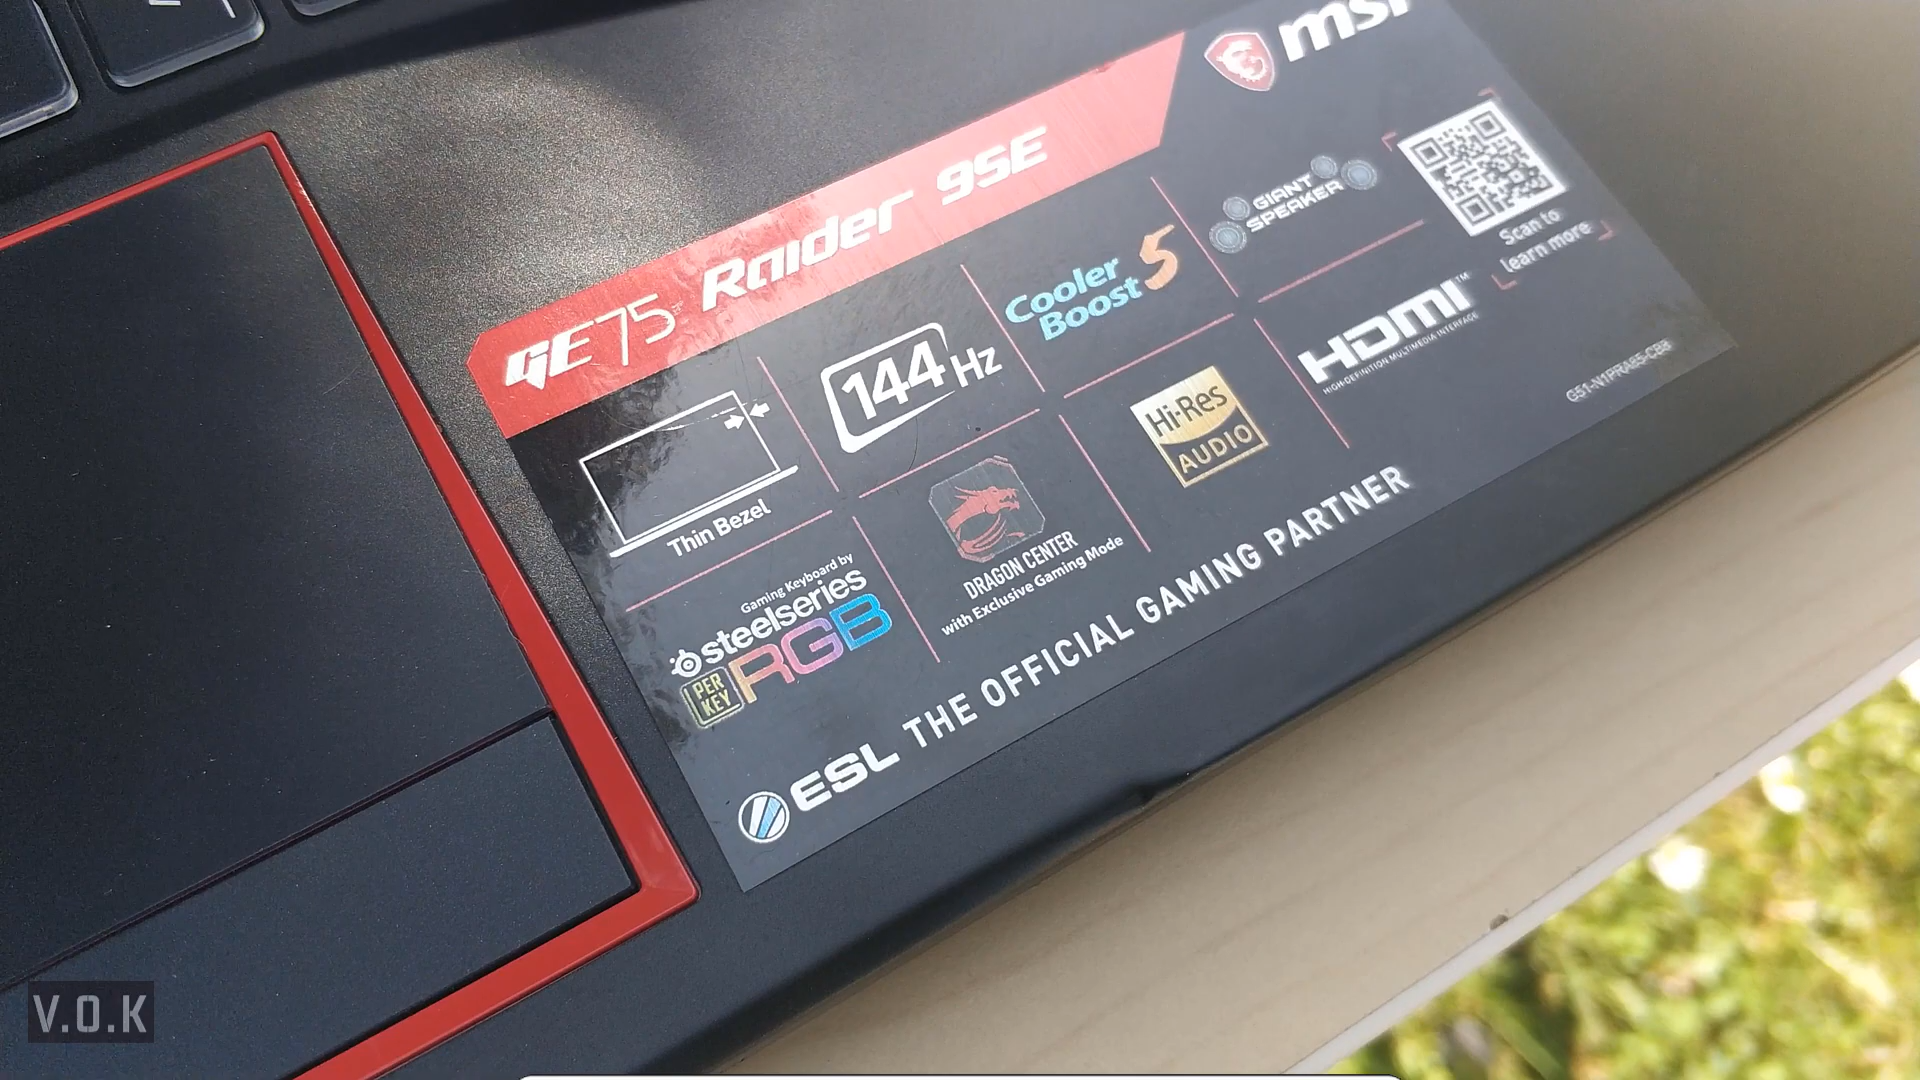 msi
GE75 Raider 9SE
Thin Bezel
144Hz
Cooler
Boost 5
GIANT
SPEAKER
Scan to
learn more
Gaming Keyboard by
steelseries
PER
KEY
RGB
DRAGON CENTER
with Exclusive Gaming Mode
Hi-Res
AUDIO
HDMI™
HIGH-DEFINITION MULTIMEDIA INTERFACE
ESL THE OFFICIAL GAMING PARTNER
V.O.K